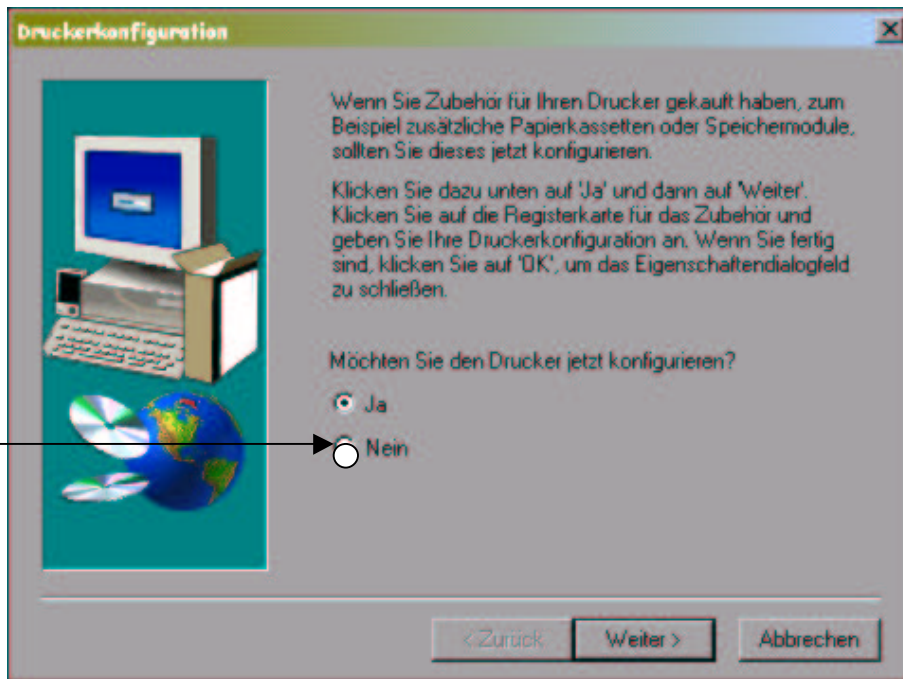 Druckerkonfiguration
Wenn Sie Zubehör für Ihren Drucker gekauft haben, zum
Beispiel zusätzliche Papierkassetten oder Speichermodule,
sollten Sie dieses jetzt konfigurieren.
Klicken Sie dazu unten auf 'Ja' und dann auf 'Weiter'.
Klicken Sie auf die Registerkarte für das Zubehör und
geben Sie Ihre Druckerkonfiguration an. Wenn Sie fertig
sind, klicken Sie auf 'OK', um das Eigenschaftendialogfeld
zu schließen.
Möchten Sie den Drucker jetzt konfigurieren?
Ja
Nein
< Zurück Weiter > Abbrechen